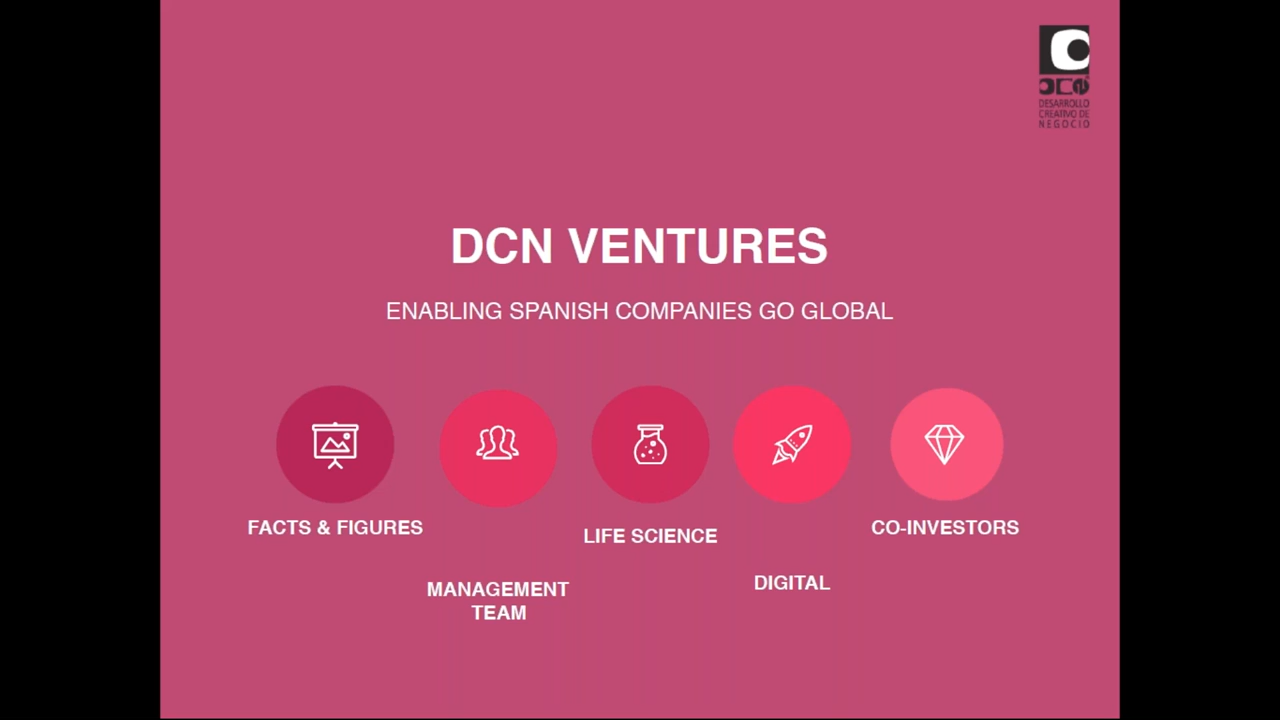 DESARROLLO
CREATIVO DE
NEGOCIO
DCN VENTURES
ENABLING SPANISH COMPANIES GO GLOBAL
FACTS & FIGURES
MANAGEMENT
TEAM
LIFE SCIENCE
DIGITAL
CO-INVESTORS